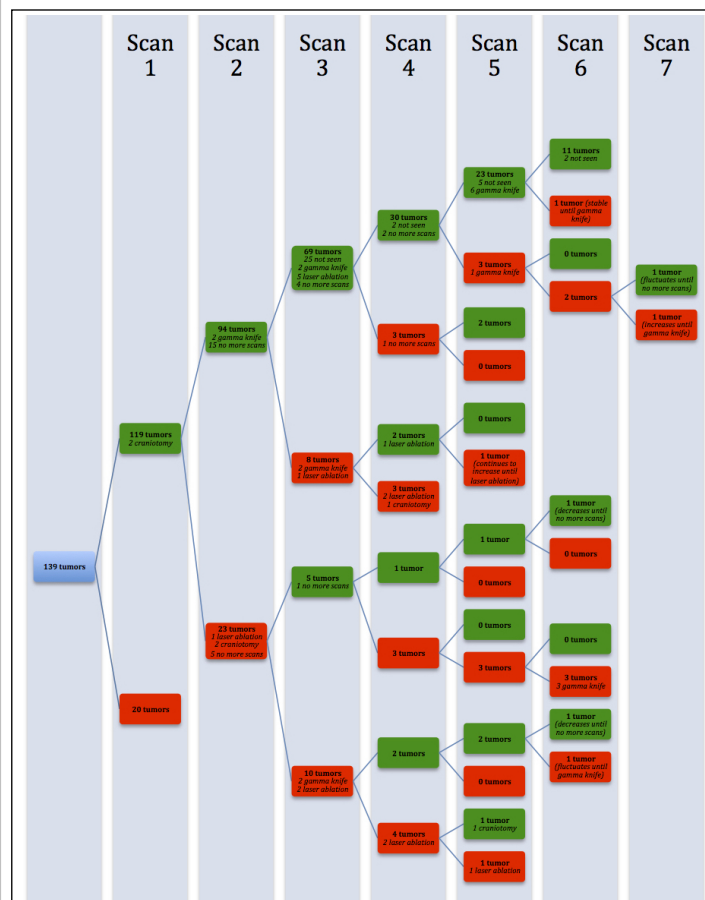 Scan
1
Scan
2
Scan
3
Scan
4
Scan
5
Scan
6
Scan
7
139 tumors
119 tumors
2 craniotomy
20 tumors
94 tumors
2 gamma knife
15 no more scans
23 tumors
1 laser ablation
2 craniotomy
5 no more scans
69 tumors
25 not seen
2 gamma knife
5 laser ablation
4 no more scans
8 tumors
2 gamma knife
1 laser ablation
5 tumors
1 no more scans
10 tumors
2 gamma knife
2 laser ablation
30 tumors
2 not seen
2 no more scans
3 tumors
1 no more scans
2 tumors
1 laser ablation
3 tumors
2 laser ablation
1 craniotomy
1 tumor
3 tumors
2 tumors
4 tumors
2 laser ablation
23 tumors
5 not seen
6 gamma knife
3 tumors
1 gamma knife
2 tumors
0 tumors
0 tumors
1 tumor
(continues to
increase until
laser ablation)
1 tumor
0 tumors
0 tumors
3 tumors
2 tumors
0 tumors
1 tumor
1 craniotomy
1 tumor
1 laser ablation
11 tumors
2 not seen
1 tumor (stable
until gamma
knife)
0 tumors
2 tumors
1 tumor
(decreases until
no more scans)
0 tumors
0 tumors
3 tumors
3 gamma knife
1 tumor
(decreases until
no more scans)
1 tumor
(fluctuates until
gamma knife)
1 tumor
(fluctuates until
no more scans)
1 tumor
(increases until
gamma knife)